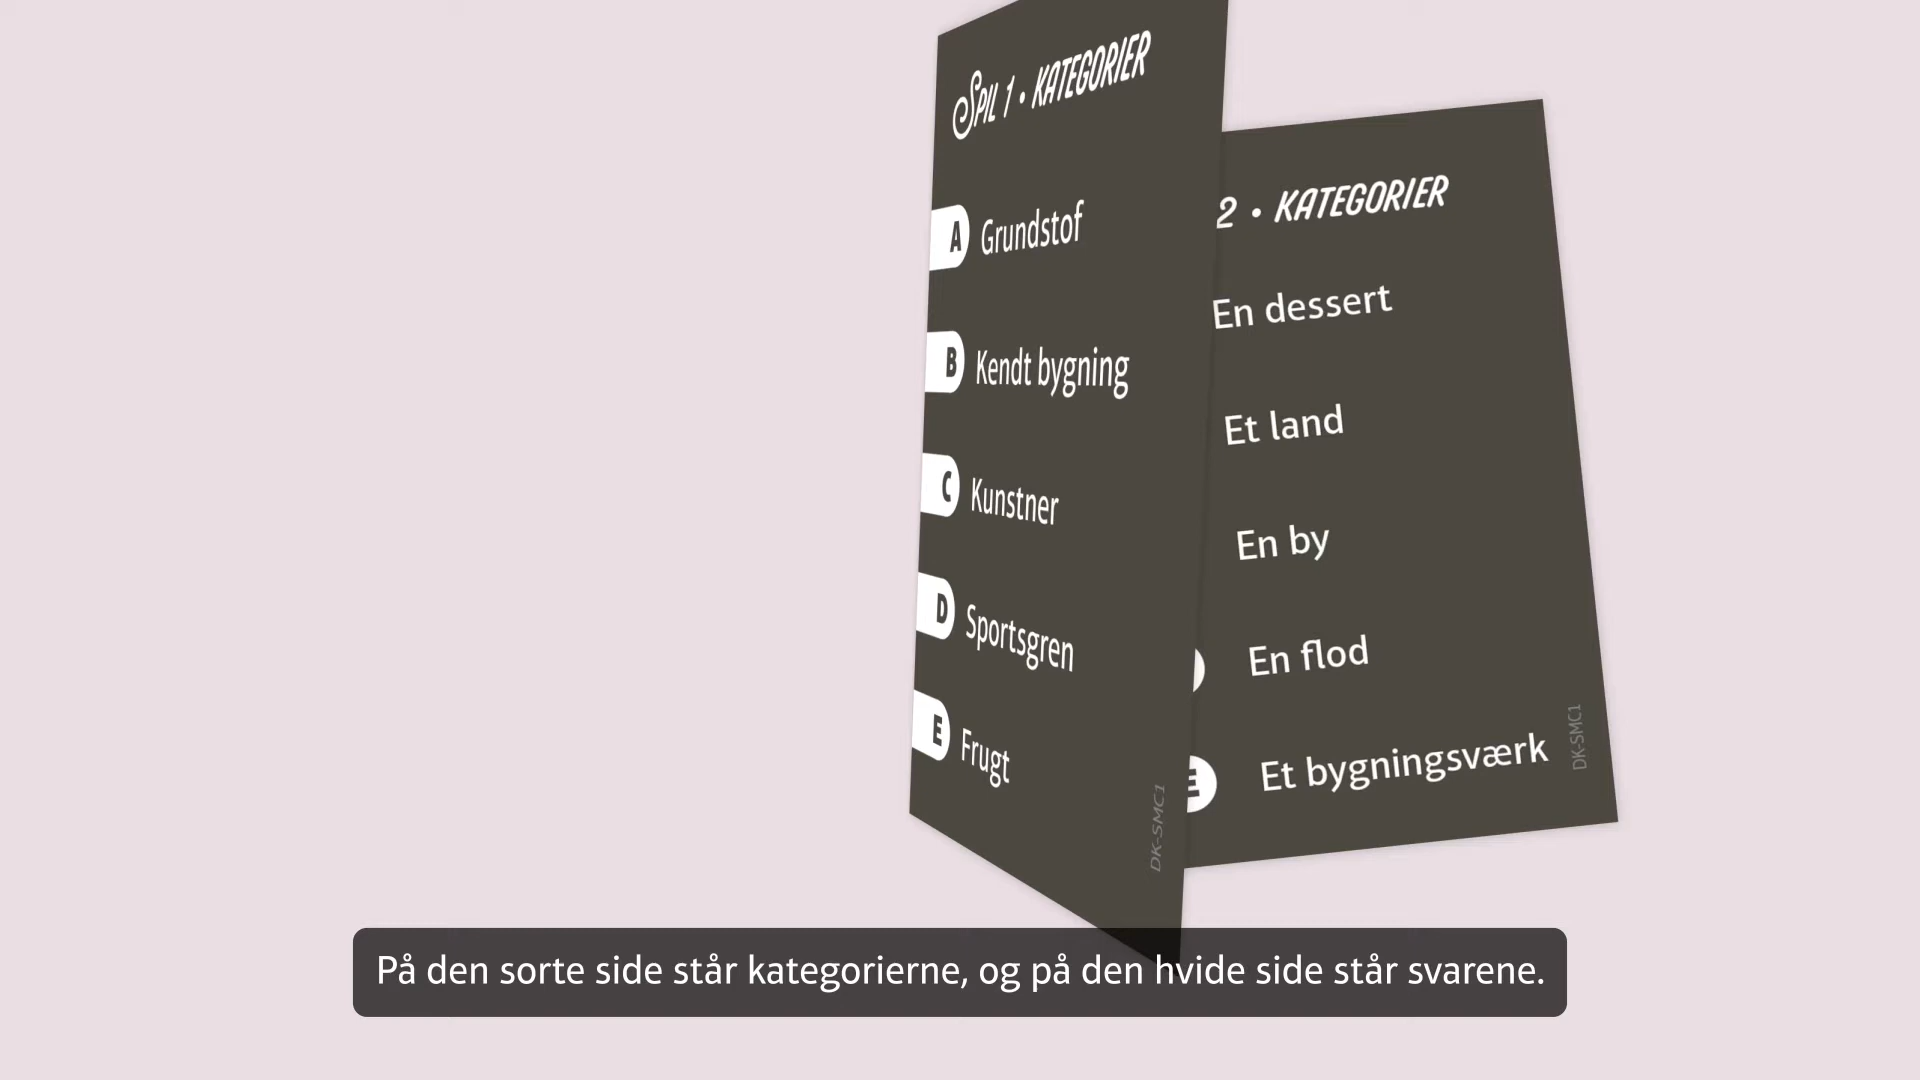 Spil 1 • KATEGORIER
A Grundstof
B Kendt bygning
C Kunstner
D Sportsgren
E Frugt
DK-SMC1
2 • KATEGORIER
En dessert
Et land
En by
En flod
E Et bygningsværk
DK-SMC1
På den sorte side står kategorierne, og på den hvide side står svarene.